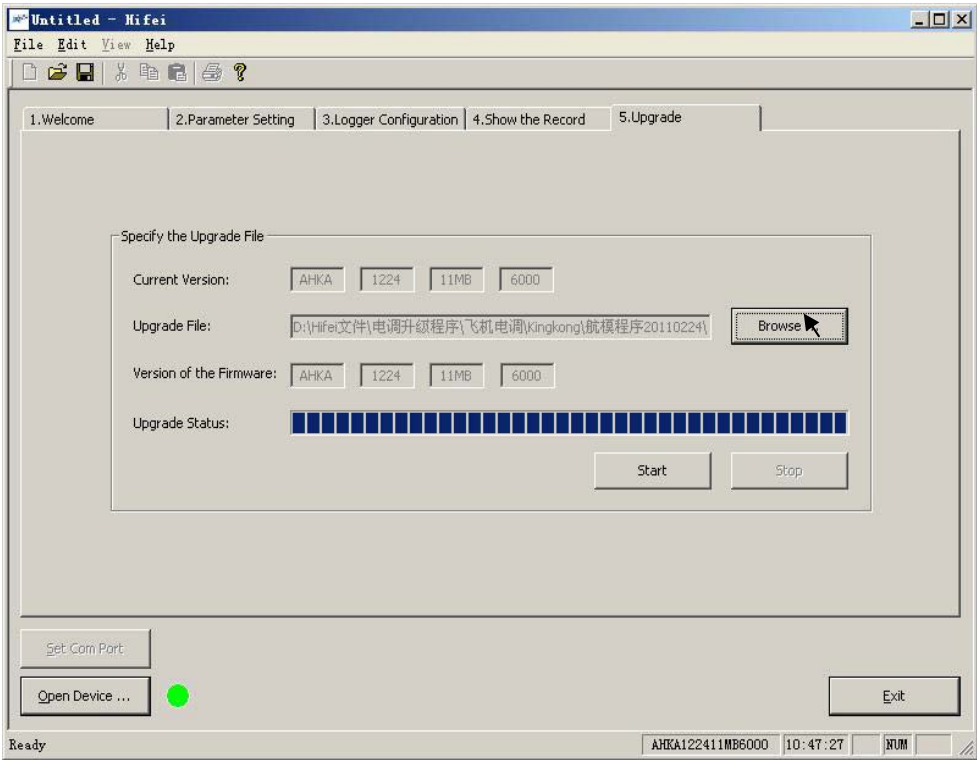 Untitled - Hifei
File Edit View Help
1.Welcome 2.Parameter Setting 3.Logger Configuration 4.Show the Record 5.Upgrade
Specify the Upgrade File
Current Version: AHKA 1224 11MB 6000
Upgrade File: D:\Hifei文件\电调升级程序\飞机电调\Kingkong\航模程序20110224\ Browse
Version of the Firmware: AHKA 1224 11MB 6000
Upgrade Status:
Start Stop
Set Com Port
Open Device ... Exit
Ready AHKA122411MB6000 10:47:27 NUM